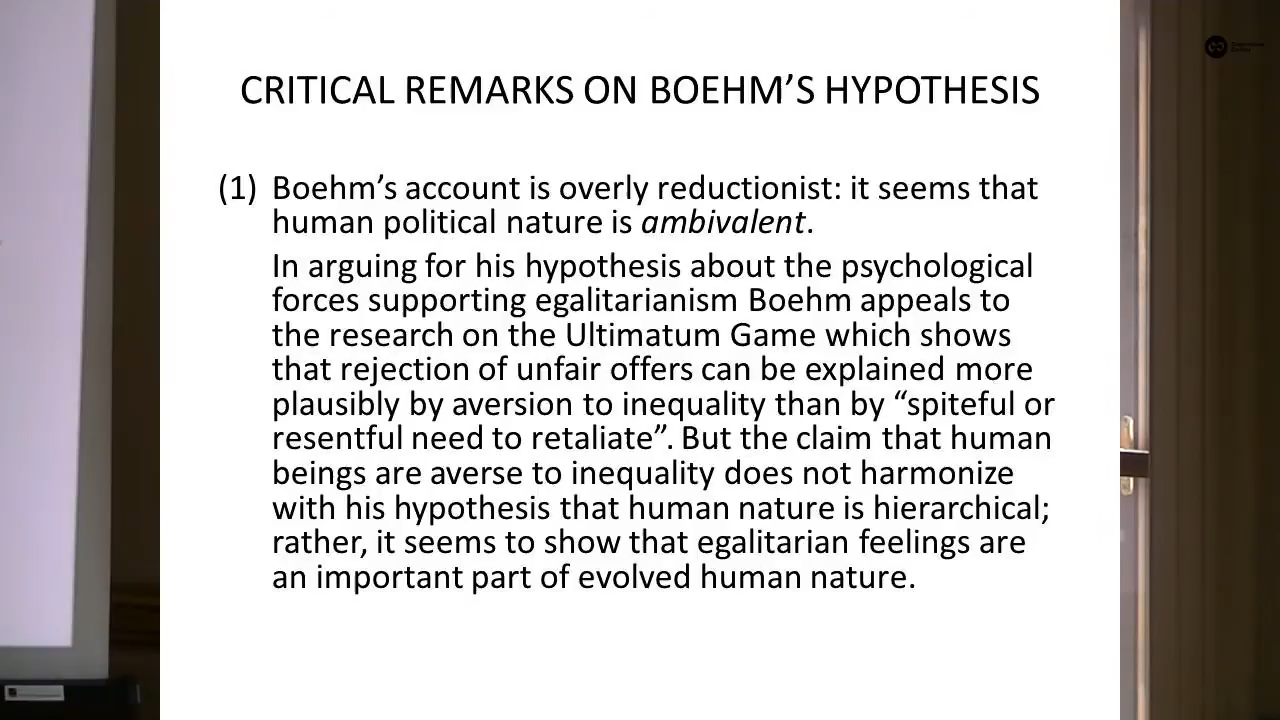 CRITICAL REMARKS ON BOEHM’S HYPOTHESIS
(1) Boehm’s account is overly reductionist: it seems that
human political nature is ambivalent.
In arguing for his hypothesis about the psychological
forces supporting egalitarianism Boehm appeals to
the research on the Ultimatum Game which shows
that rejection of unfair offers can be explained more
plausibly by aversion to inequality than by “spiteful or
resentful need to retaliate”. But the claim that human
beings are averse to inequality does not harmonize
with his hypothesis that human nature is hierarchical;
rather, it seems to show that egalitarian feelings are
an important part of evolved human nature.